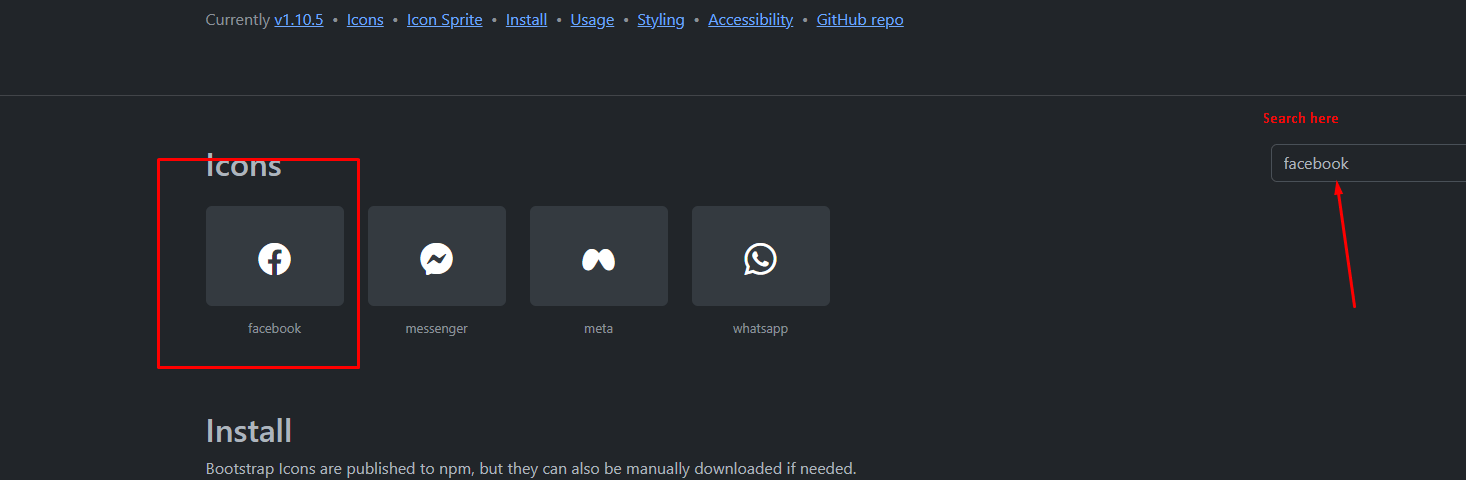 Currently v1.10.5 • Icons • Icon Sprite • Install • Usage • Styling • Accessibility • GitHub repo
Search here
Icons
facebook
facebook messenger meta whatsapp
Install
Bootstrap Icons are published to npm, but they can also be manually downloaded if needed.